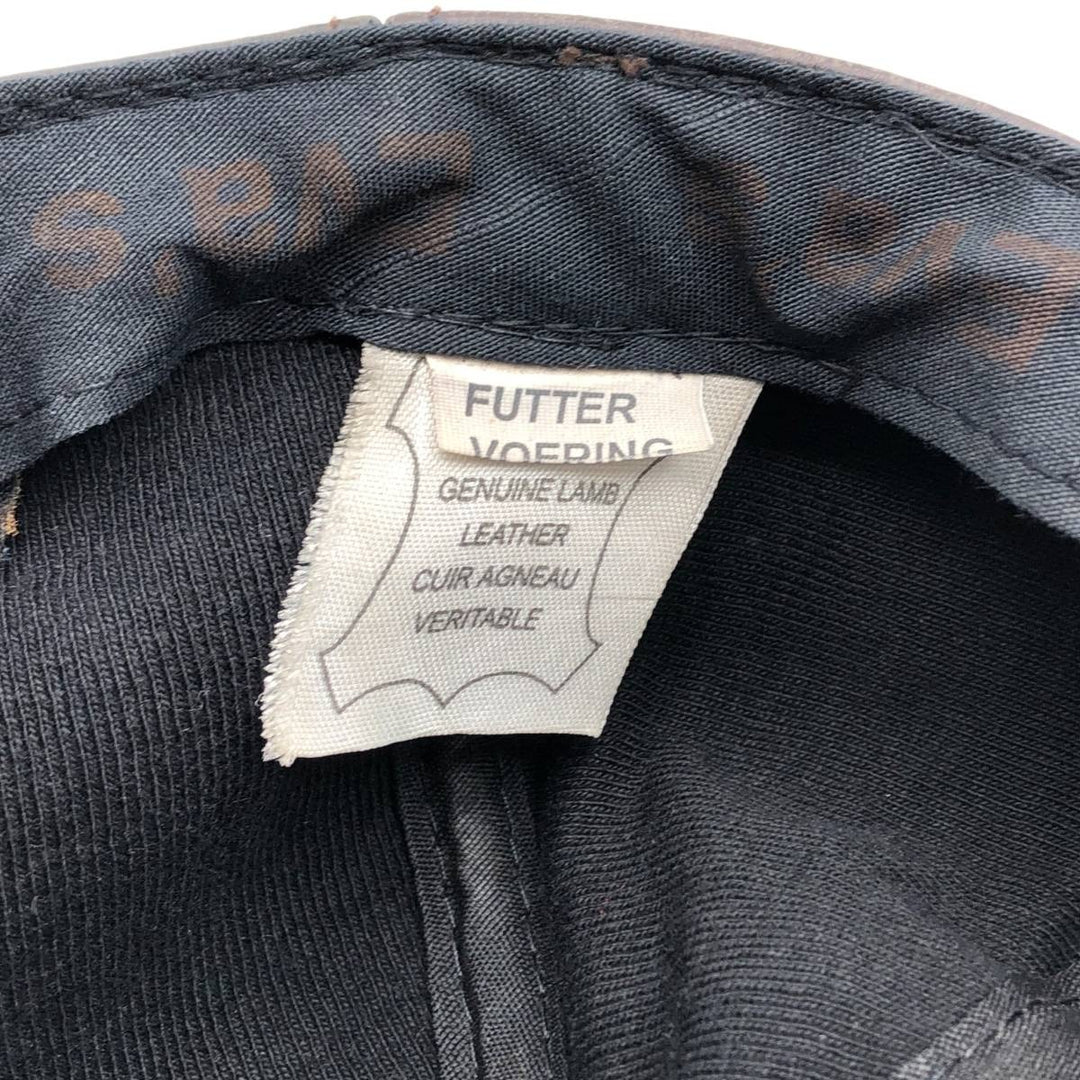 FUTTER
VOERING
GENUINE LAMB
LEATHER
CUIR AGNEAU
VERITABLE